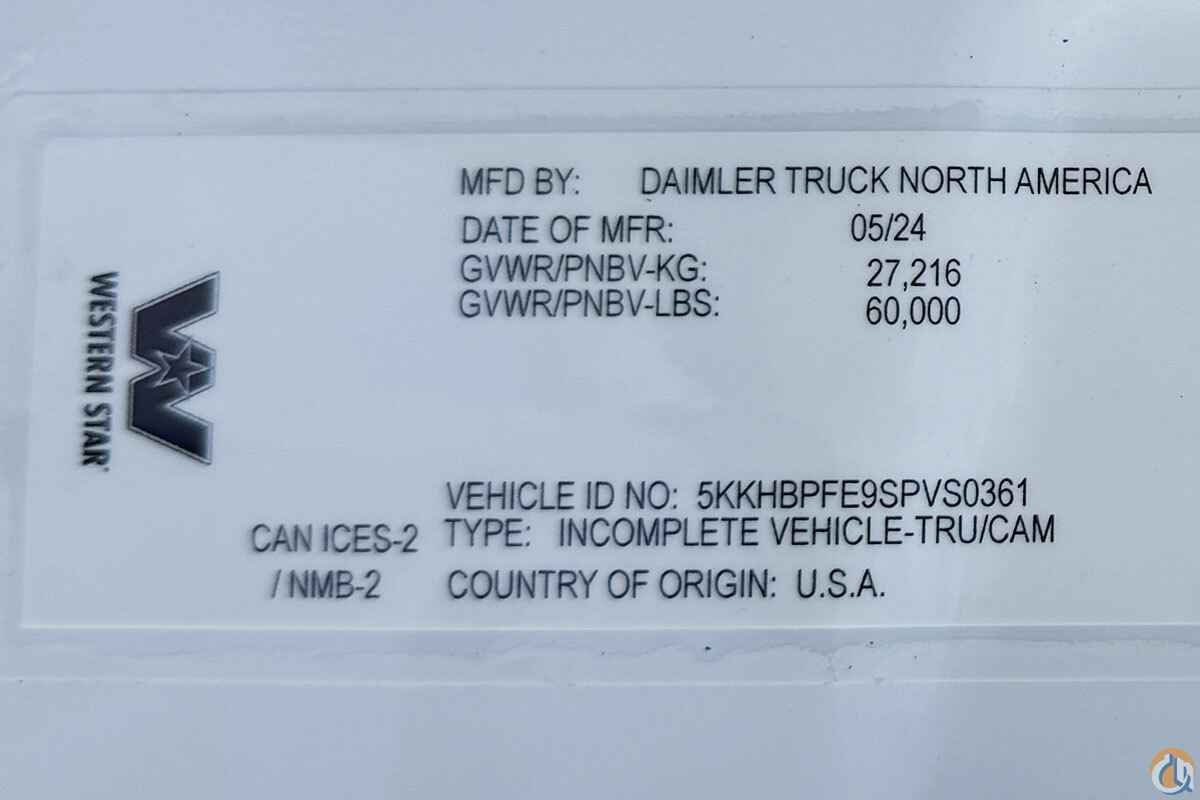 MFD BY: DAIMLER TRUCK NORTH AMERICA
DATE OF MFR: 05/24
GVWR/PNBV-KG: 27,216
GVWR/PNBV-LBS: 60,000
WESTERN STAR
VEHICLE ID NO: 5KKHBPFE9SPVS0361
CAN ICES-2 TYPE: INCOMPLETE VEHICLE-TRU/CAM
/ NMB-2 COUNTRY OF ORIGIN: U.S.A.